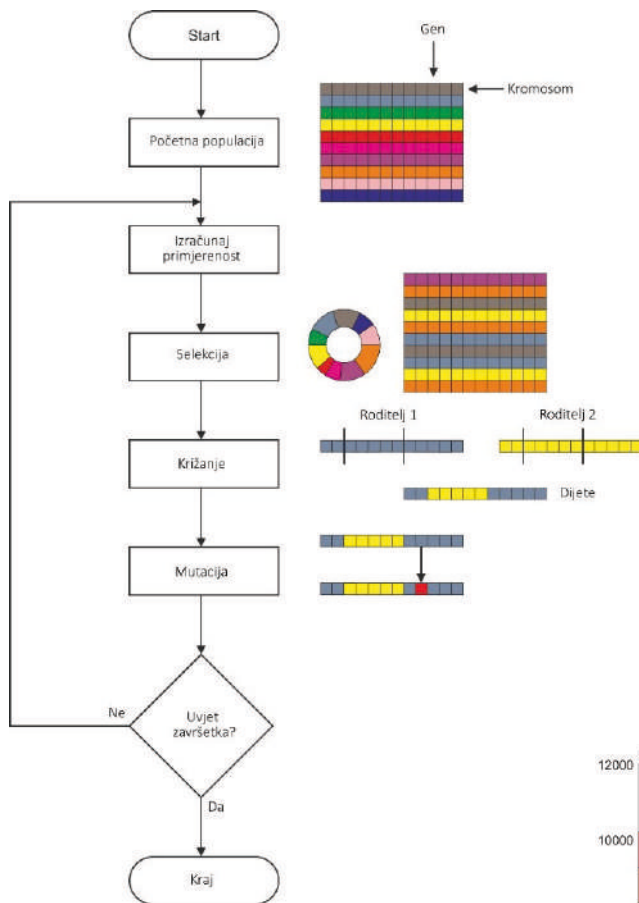 Start
Gen
Kromosom
Početna populacija
Izračunaj
primjerenost
Selekcija
Roditelj 1
Roditelj 2
Križanje
Dijete
Mutacija
Ne
Uvjet
završetka?
12000
Da
10000
Kraj